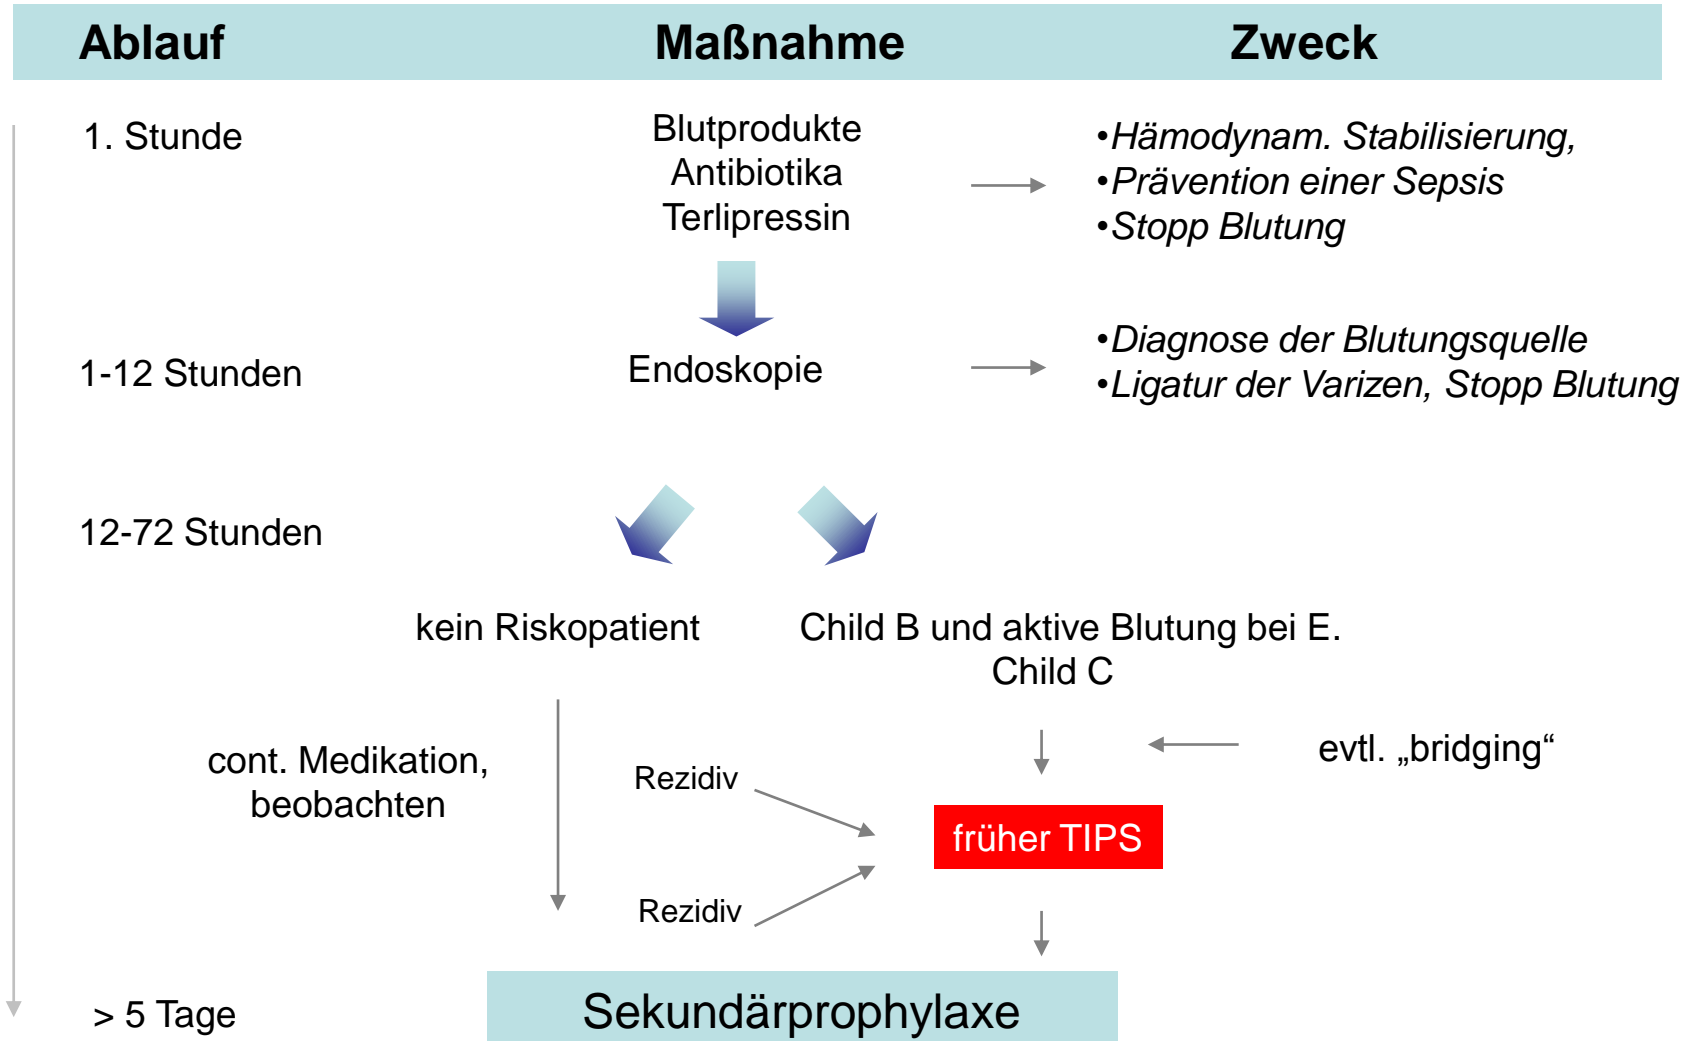 Ablauf
Maßnahme
Zweck
1. Stunde
Blutprodukte
Antibiotika
Terlipressin
•Hämodynam. Stabilisierung,
•Prävention einer Sepsis
•Stopp Blutung
1-12 Stunden
Endoskopie
•Diagnose der Blutungsquelle
•Ligatur der Varizen, Stopp Blutung
12-72 Stunden
kein Riskopatient
Child B und aktive Blutung bei E.
Child C
cont. Medikation,
beobachten
Rezidiv
evtl. „bridging“
früher TIPS
Rezidiv
> 5 Tage
Sekundärprophylaxe